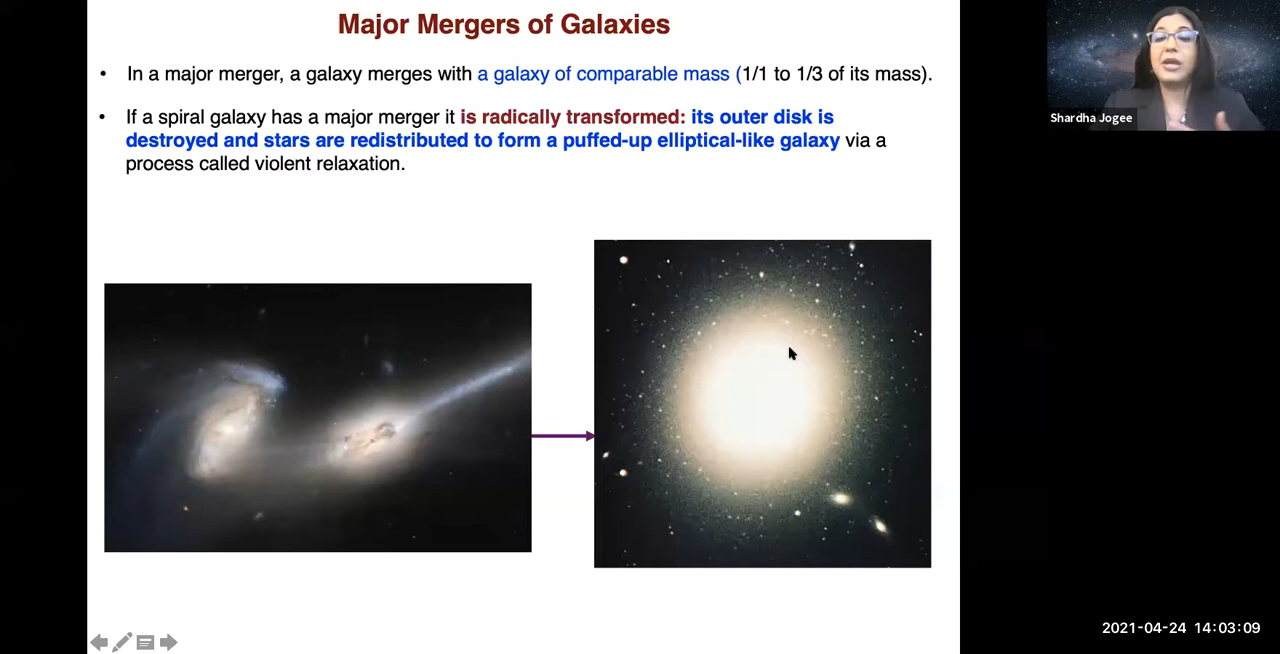 Major Mergers of Galaxies
• In a major merger, a galaxy merges with a galaxy of comparable mass (1/1 to 1/3 of its mass).
• If a spiral galaxy has a major merger it is radically transformed: its outer disk is
destroyed and stars are redistributed to form a puffed-up elliptical-like galaxy via a
process called violent relaxation.
Shardha Jogee
2021-04-24 14:03:09